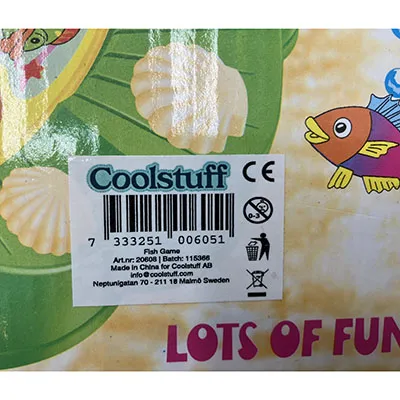 Coolstuff CE
0-3
7 333251 006051
Fish Game
Art.nr: 20608 | Batch: 115366
Made in China for Coolstuff AB
info@coolstuff.com
Neptunigatan 70 - 211 18 Malmö Sweden
LOTS OF FUN